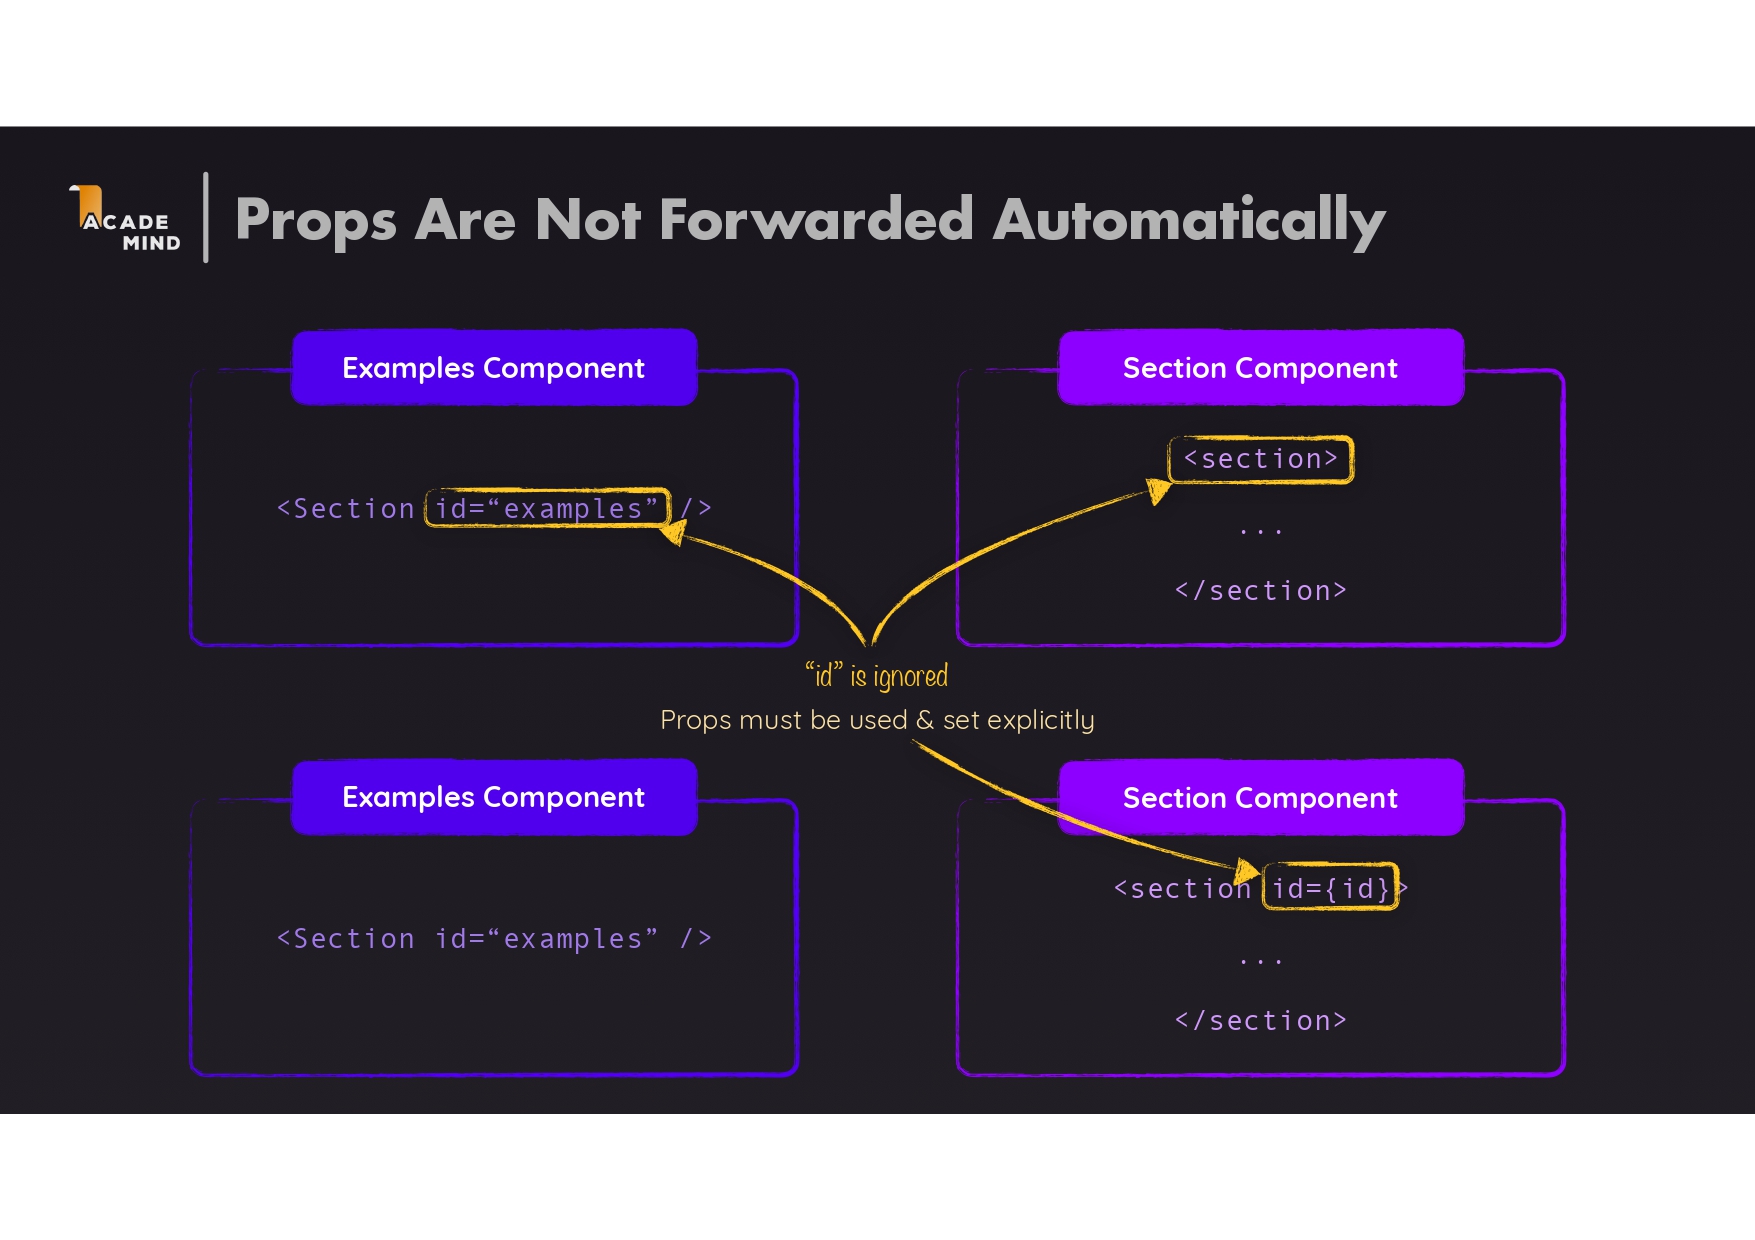 ACADE
MIND
Props Are Not Forwarded Automatically
Examples Component
<Section id=“examples” />
Section Component
<section>
...
</section>
“id” is ignored
Props must be used & set explicitly
Examples Component
<Section id=“examples” />
Section Component
<section id={id}>
...
</section>